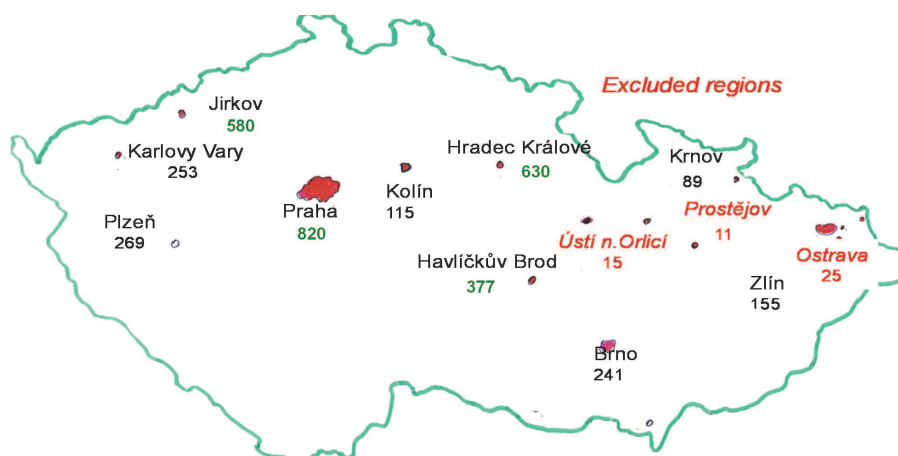 Excluded regions
Jirkov
580
Karlovy Vary
253
Hradec Králové
630
Krnov
89
Kolín
115
Praha
820
Plzeň
269
Prostějov
11
Ústí n.Orlicí
15
Ostrava
25
Havlíčkův Brod
377
Zlín
155
Brno
241